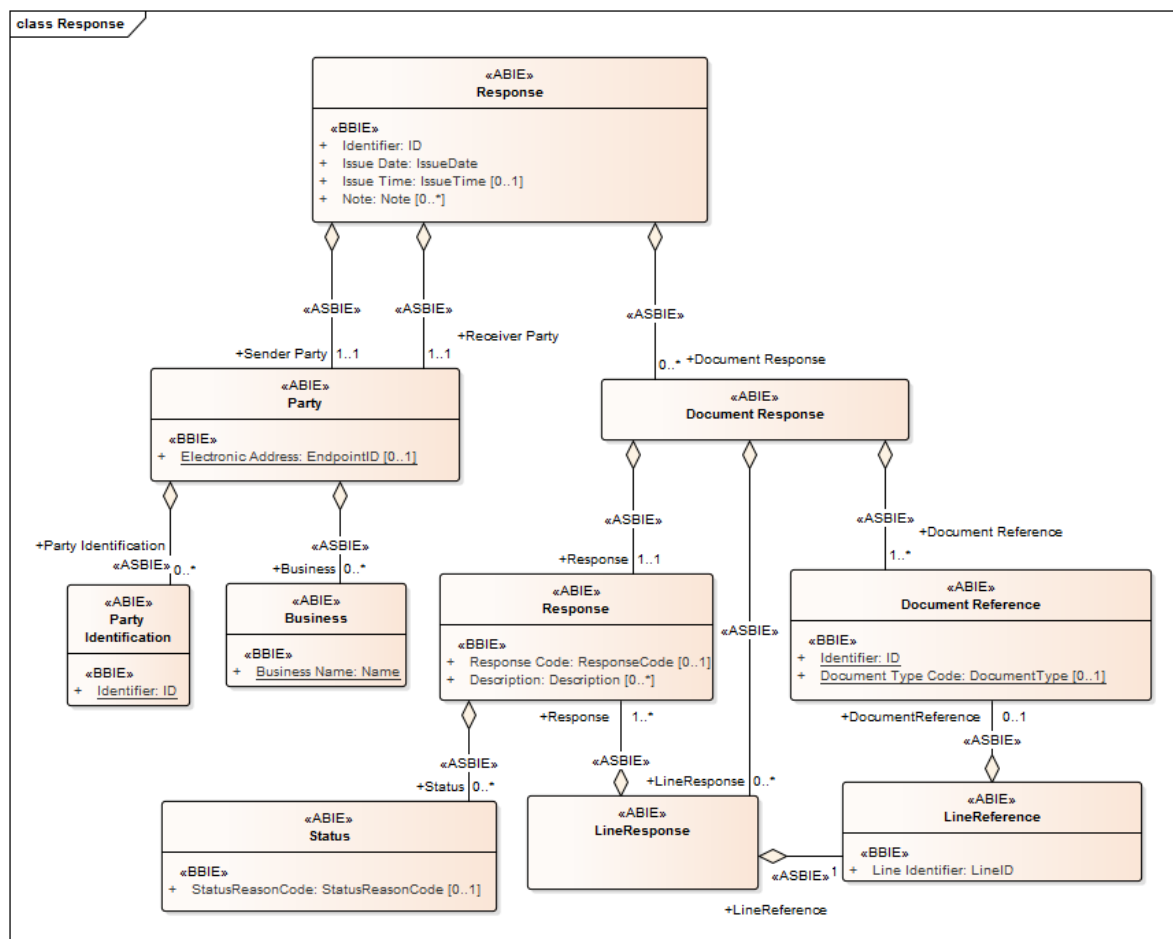 class Response
«ABIE»
Response
«BBIE»
+ Identifier: ID
+ Issue Date: IssueDate
+ Issue Time: IssueTime [0..1]
+ Note: Note [0..*]
«ASBIE»
«ASBIE»
«ASBIE»
+Receiver Party
+Sender Party
1..1
1..1
+Document Response
0..*
«ABIE»
Party
«BBIE»
+ Electronic Address: EndpointID [0..1]
«ABIE»
Document Response
+Party Identification
«ASBIE»
0..*
«ASBIE»
+Business
0..*
«ASBIE»
+Response
1..1
«ASBIE»
+Document Reference
1..*
«ABIE»
Party
Identification
«BBIE»
+ Identifier: ID
«ABIE»
Business
«BBIE»
+ Business Name: Name
«ABIE»
Response
«BBIE»
+ Response Code: ResponseCode [0..1]
+ Description: Description [0..*]
«ASBIE»
«ABIE»
Document Reference
«BBIE»
+ Identifier: ID
+ Document Type Code: DocumentType [0..1]
+Response
1..*
+DocumentReference
0..1
«ASBIE»
«ASBIE»
«ASBIE»
+Status
0..*
+LineResponse
0..*
«ABIE»
Status
«BBIE»
+ StatusReasonCode: StatusReasonCode [0..1]
«ABIE»
LineResponse
«ABIE»
LineReference
«BBIE»
+ Line Identifier: LineID
«ASBIE»
1
+LineReference